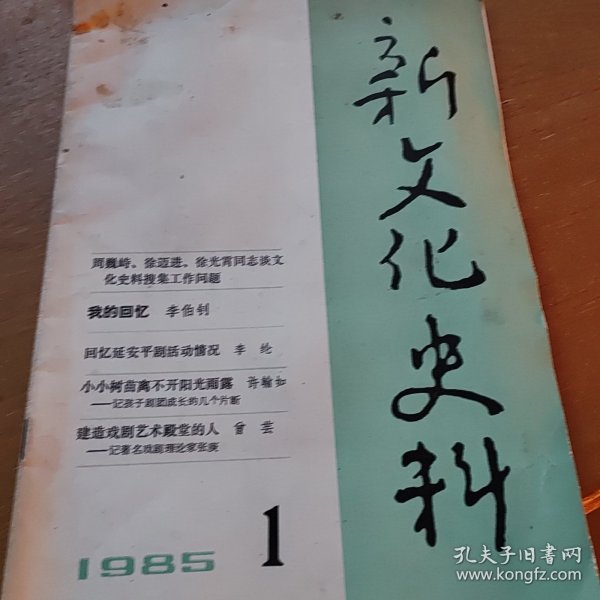 新文化史料
周巍峙、徐迈进、徐光霄同志谈文
化史料搜集工作问题
我的回忆 李伯钊
回忆延安平剧活动情况 李纶
小小树苗离不开阳光雨露 许翰如
——记孩子剧团成长的几个片断
建造戏剧艺术殿堂的人 曾芸
——记著名戏剧理论家张庚
1985 1
孔夫子旧书网
www.kongfz.com